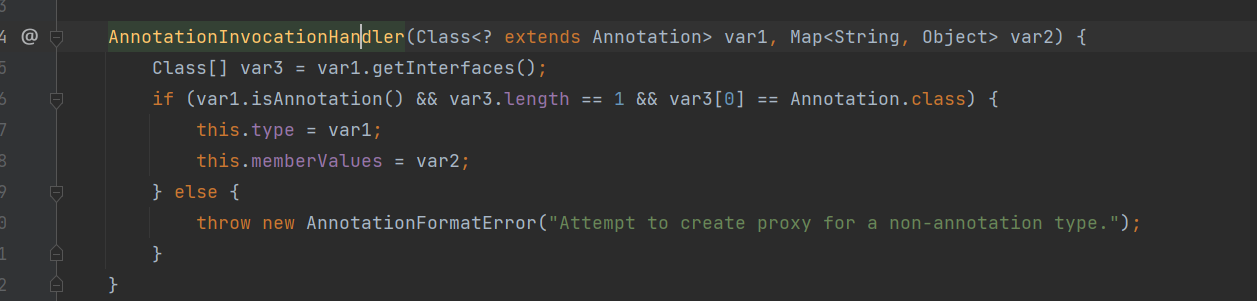 3
4 @ AnnotationInvocationHandler(Class<? extends Annotation> var1, Map<String, Object> var2) {
5 Class[] var3 = var1.getInterfaces();
6 if (var1.isAnnotation() && var3.length == 1 && var3[0] == Annotation.class) {
7 this.type = var1;
8 this.memberValues = var2;
9 } else {
0 throw new AnnotationFormatError("Attempt to create proxy for a non-annotation type.");
1 }
2 }